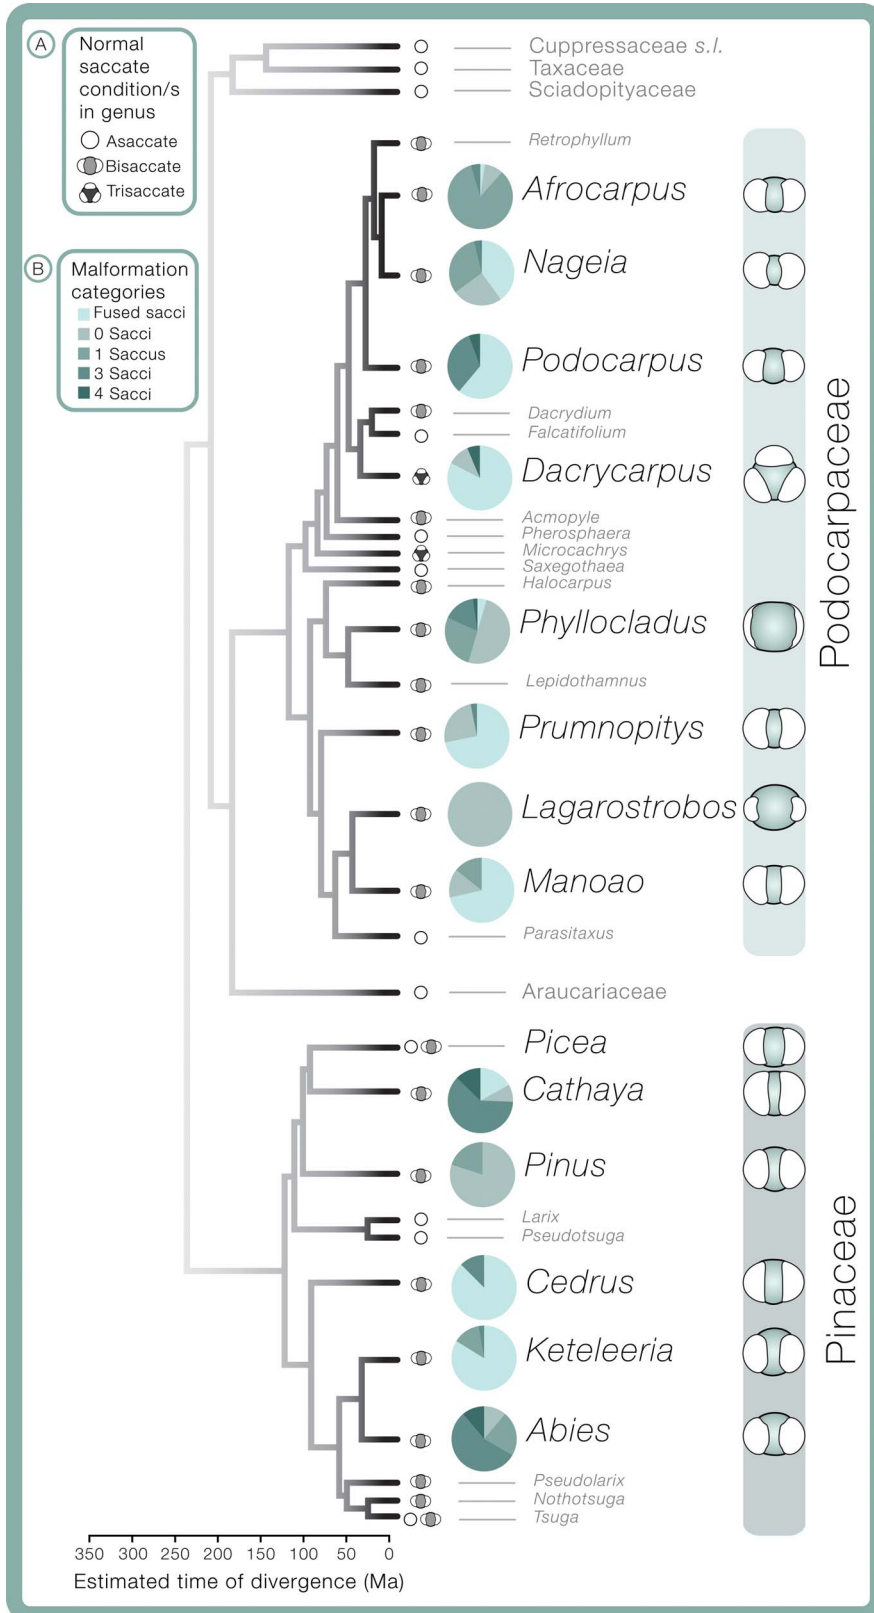 A
Normal
saccate
condition/s
in genus
Asaccate
Bisaccate
Trisaccate
B
Malformation
categories
Fused sacci
0 Sacci
1 Saccus
3 Sacci
4 Sacci
Cuppressaceae s.l.
Taxaceae
Sciadopityaceae
Retrophyllum
Afrocarpus
Nageia
Podocarpus
Dacrydium
Falcatifolium
Dacrycarpus
Acmopyle
Pherosphaera
Microcachrys
Saxegothaea
Halocarpus
Phyllocladus
Lepidothamnus
Prumnopitys
Lagarostrobos
Manoao
Parasitaxus
Podocarpaceae
Araucariaceae
Picea
Cathaya
Pinus
Larix
Pseudotsuga
Cedrus
Keteleeria
Abies
Pseudolarix
Nothotsuga
Tsuga
Pinaceae
350 300 250 200 150 100 50 0
Estimated time of divergence (Ma)